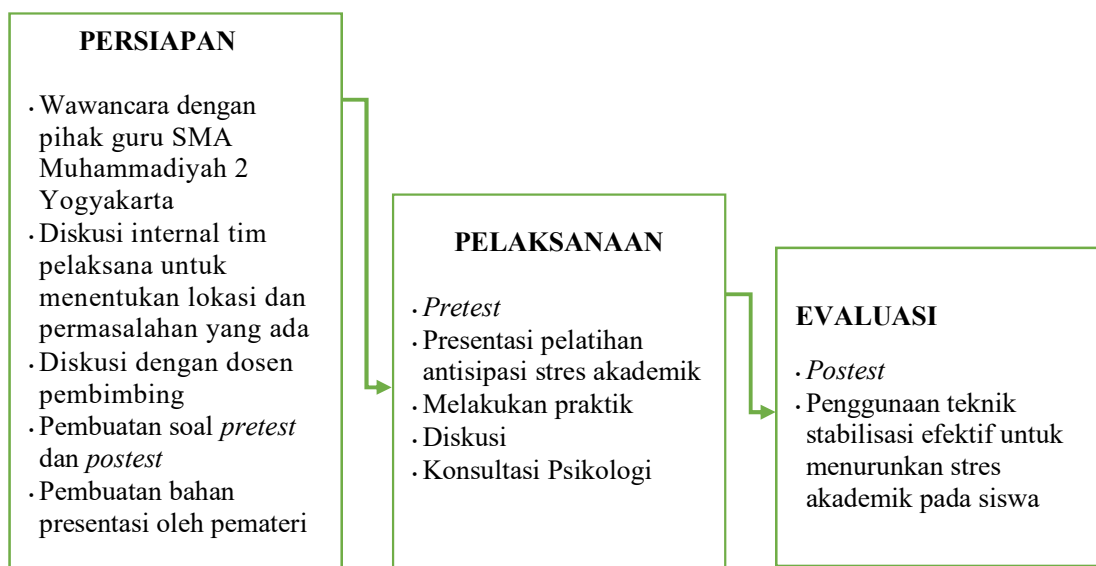 PERSIAPAN
· Wawancara dengan
pihak guru SMA
Muhammadiyah 2
Yogyakarta
· Diskusi internal tim
pelaksana untuk
menentukan lokasi dan
permasalahan yang ada
· Diskusi dengan dosen
pembimbing
· Pembuatan soal pretest
dan postest
· Pembuatan bahan
presentasi oleh pemateri
PELAKSANAAN
· Pretest
· Presentasi pelatihan
antisipasi stres akademik
· Melakukan praktik
· Diskusi
· Konsultasi Psikologi
EVALUASI
· Postest
· Penggunaan teknik
stabilisasi efektif untuk
menurunkan stres
akademik pada siswa